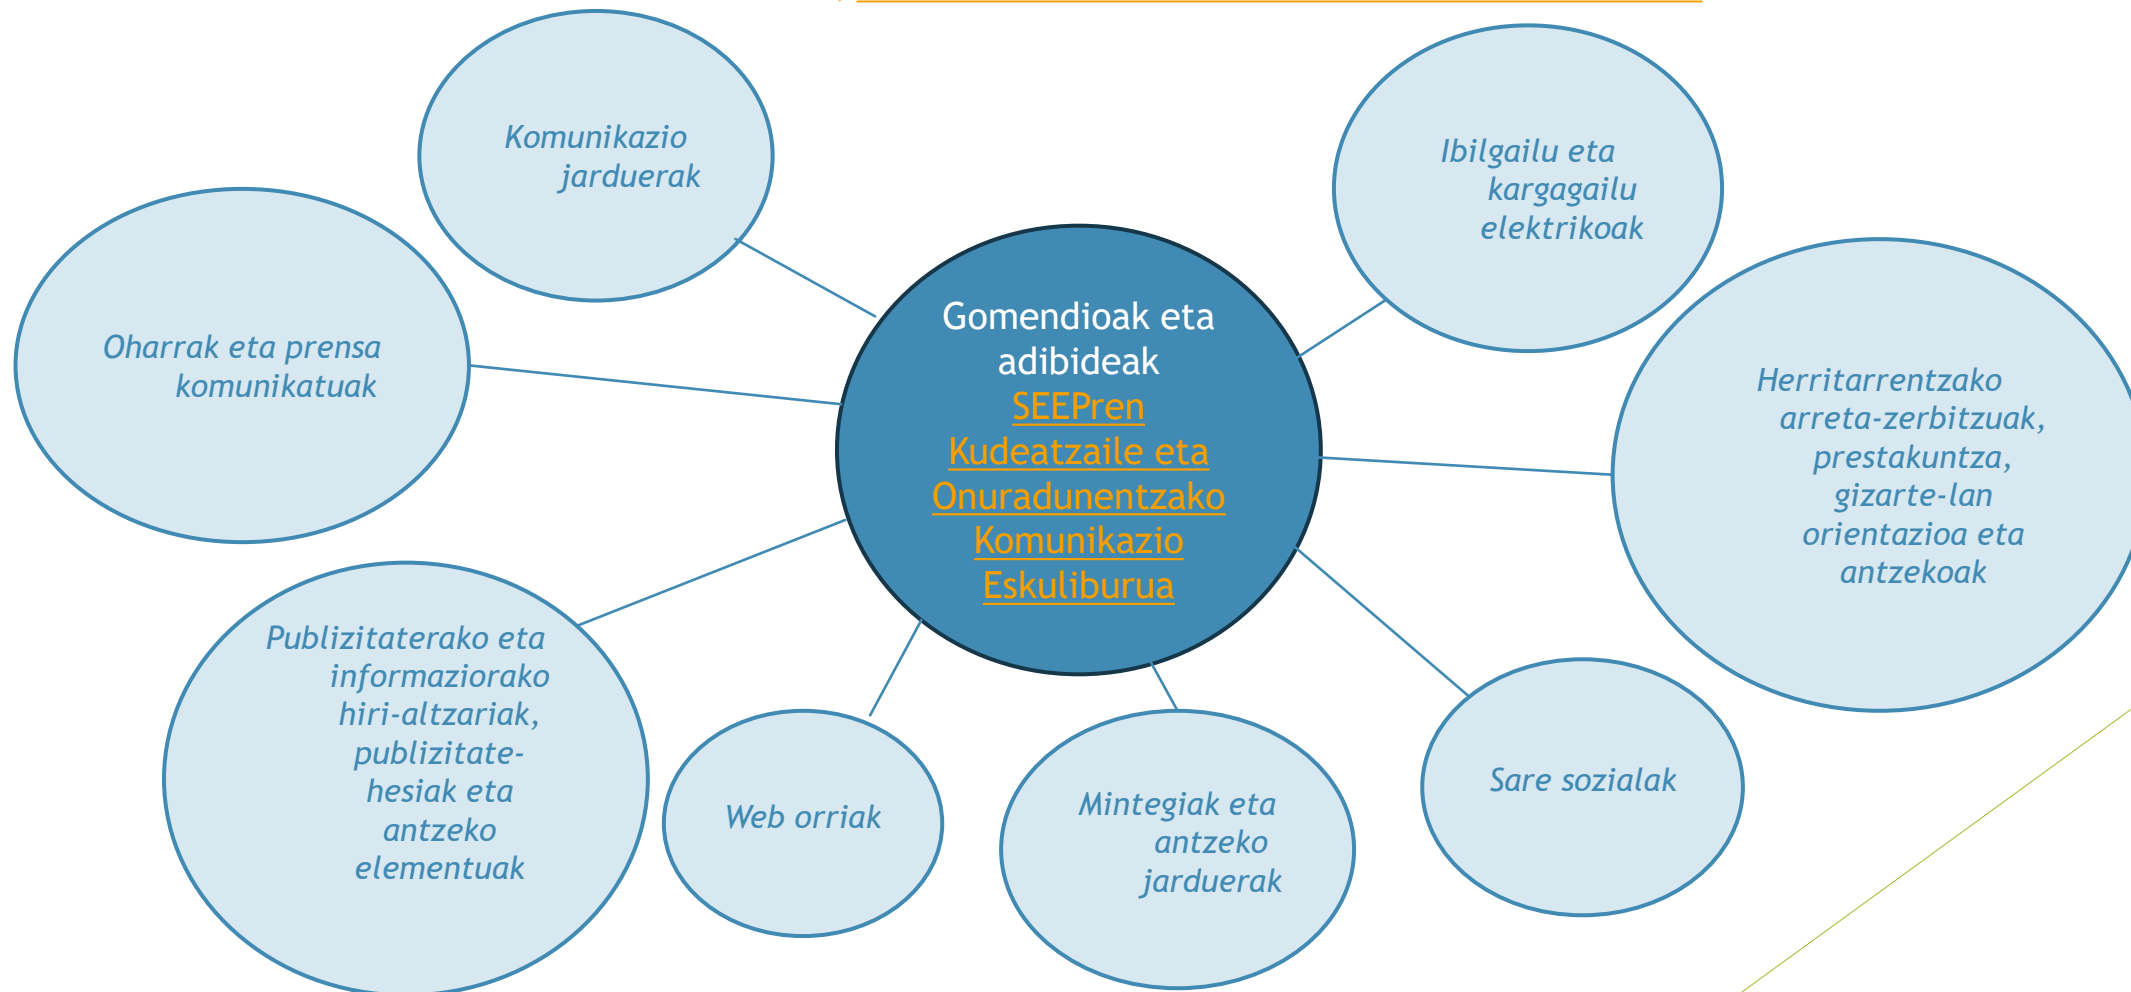 Komunikazio
jarduerak
Ibilgailu eta
kargagailu
elektrikoak
Oharrak eta prensa
komunikatuak
Gomendioak eta
adibideak
SEEPren
Kudeatzaile eta
Onuradunentzako
Komunikazio
Eskuliburua
Herritarrentzako
arreta-zerbitzuak,
prestakuntza,
gizarte-lan
orientazioa eta
antzekoak
Publizitaterako eta
informaziorako
hiri-altzariak,
publizitate-
hesiak eta
antzeko
elementuak
Web orriak
Mintegiak eta
antzeko
jarduerak
Sare sozialak